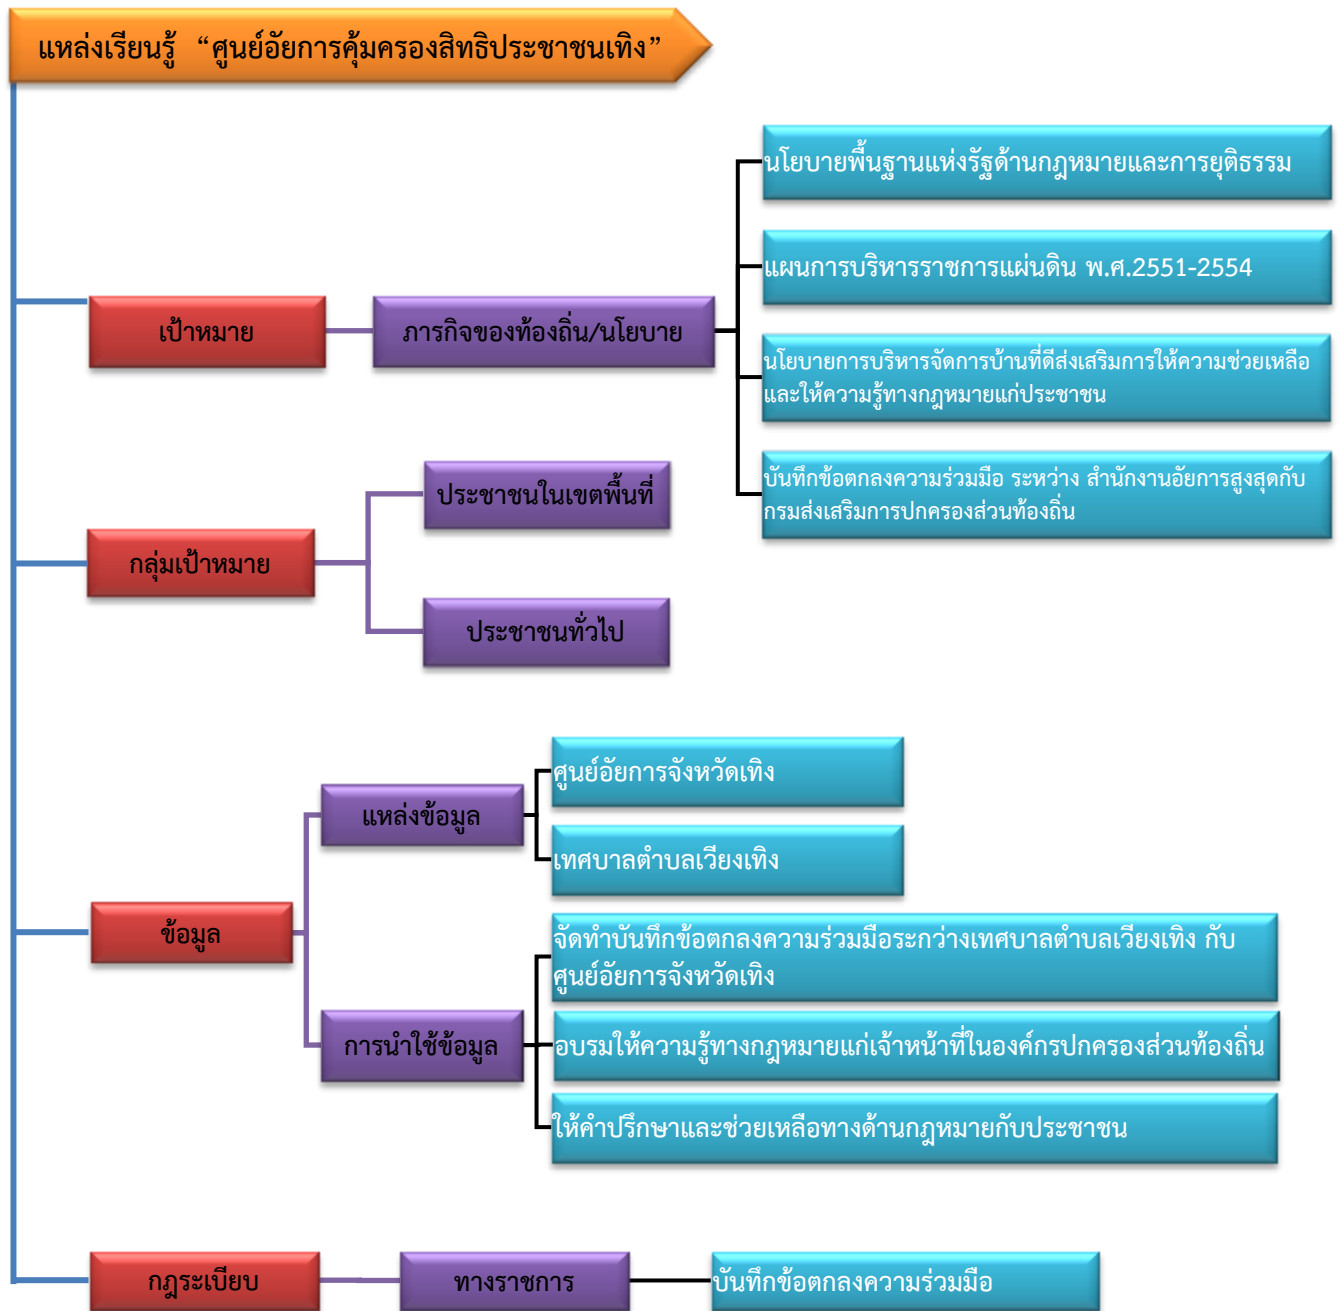 แหล่งเรียนรู้ “ศูนย์อัยการคุ้มครองสิทธิประชาชนเทิง”
เป้าหมาย
ภารกิจของท้องถิ่น/นโยบาย
นโยบายพื้นฐานแห่งรัฐด้านกฎหมายและการยุติธรรม
แผนการบริหารราชการแผ่นดิน พ.ศ.2551-2554
นโยบายการบริหารจัดการบ้านที่ดีส่งเสริมการให้ความช่วยเหลือ
และให้ความรู้ทางกฎหมายแก่ประชาชน
บันทึกข้อตกลงความร่วมมือ ระหว่าง สำนักงานอัยการสูงสุดกับ
กรมส่งเสริมการปกครองส่วนท้องถิ่น
กลุ่มเป้าหมาย
ประชาชนในเขตพื้นที่
ประชาชนทั่วไป
ข้อมูล
แหล่งข้อมูล
ศูนย์อัยการจังหวัดเทิง
เทศบาลตำบลเวียงเทิง
การนำใช้ข้อมูล
จัดทำบันทึกข้อตกลงความร่วมมือระกว่างเทศบาลตำบลเวียงเทิง กับ
ศูนย์อัยการจังหวัดเทิง
อบรมให้ความรู้ทางกฎหมายแก่เจ้าหน้าที่ในองค์กรปกครองส่วนท้องถิ่น
ให้คำปรึกษาและช่วยเหลือทางด้านกฎหมายกับประชาชน
กฎระเบียบ
ทางราชการ
บันทึกข้อตกลงความร่วมมือ